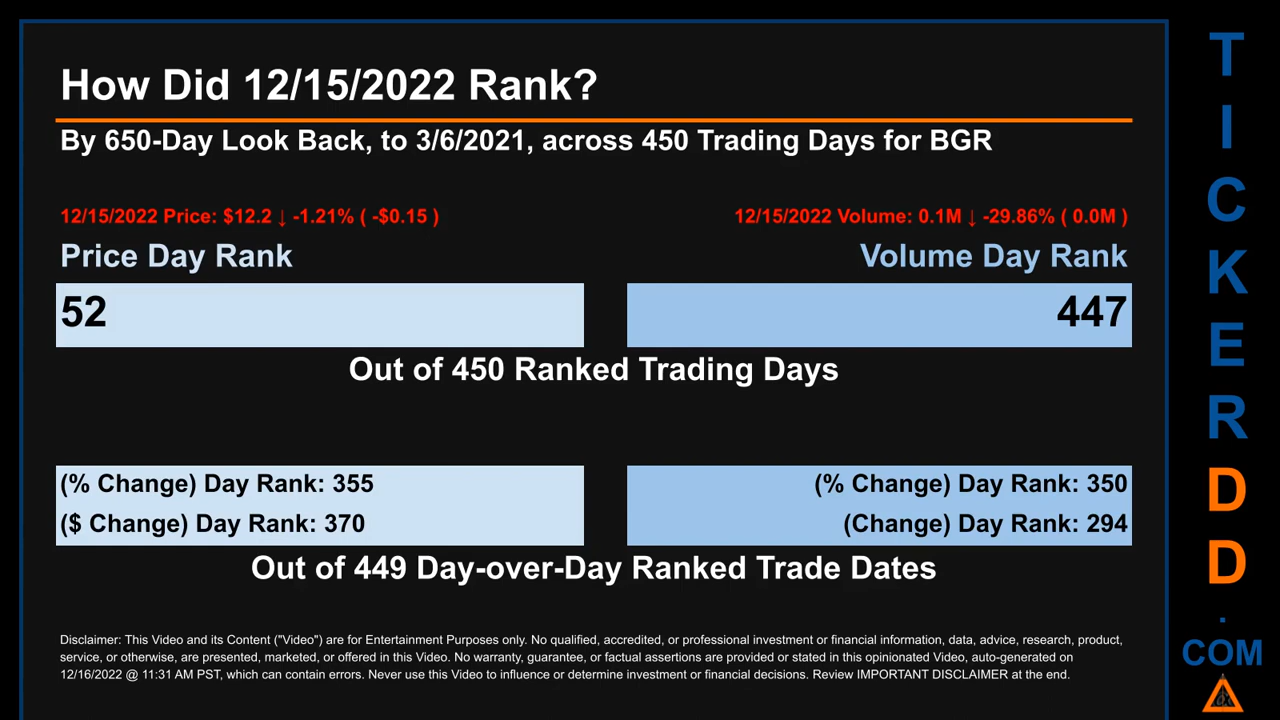 How Did 12/15/2022 Rank?
By 650-Day Look Back, to 3/6/2021, across 450 Trading Days for BGR
12/15/2022 Price: $12.2 ↓ -1.21% ( -$0.15 )
12/15/2022 Volume: 0.1M ↓ -29.86% ( 0.0M )
Price Day Rank
Volume Day Rank
52
447
Out of 450 Ranked Trading Days
(% Change) Day Rank: 355
($ Change) Day Rank: 370
(% Change) Day Rank: 350
(Change) Day Rank: 294
Out of 449 Day-over-Day Ranked Trade Dates
Disclaimer: This Video and its Content ("Video") are for Entertainment Purposes only. No qualified, accredited, or professional investment or financial information, data, advice, research, product,
service, or otherwise, are presented, marketed, or offered in this Video. No warranty, guarantee, or factual assertions are provided or stated in this opinionated Video, auto-generated on
12/16/2022 @ 11:31 AM PST, which can contain errors. Never use this Video to influence or determine investment or financial decisions. Review IMPORTANT DISCLAIMER at the end.
T
I
C
K
E
R
D
D
.
COM